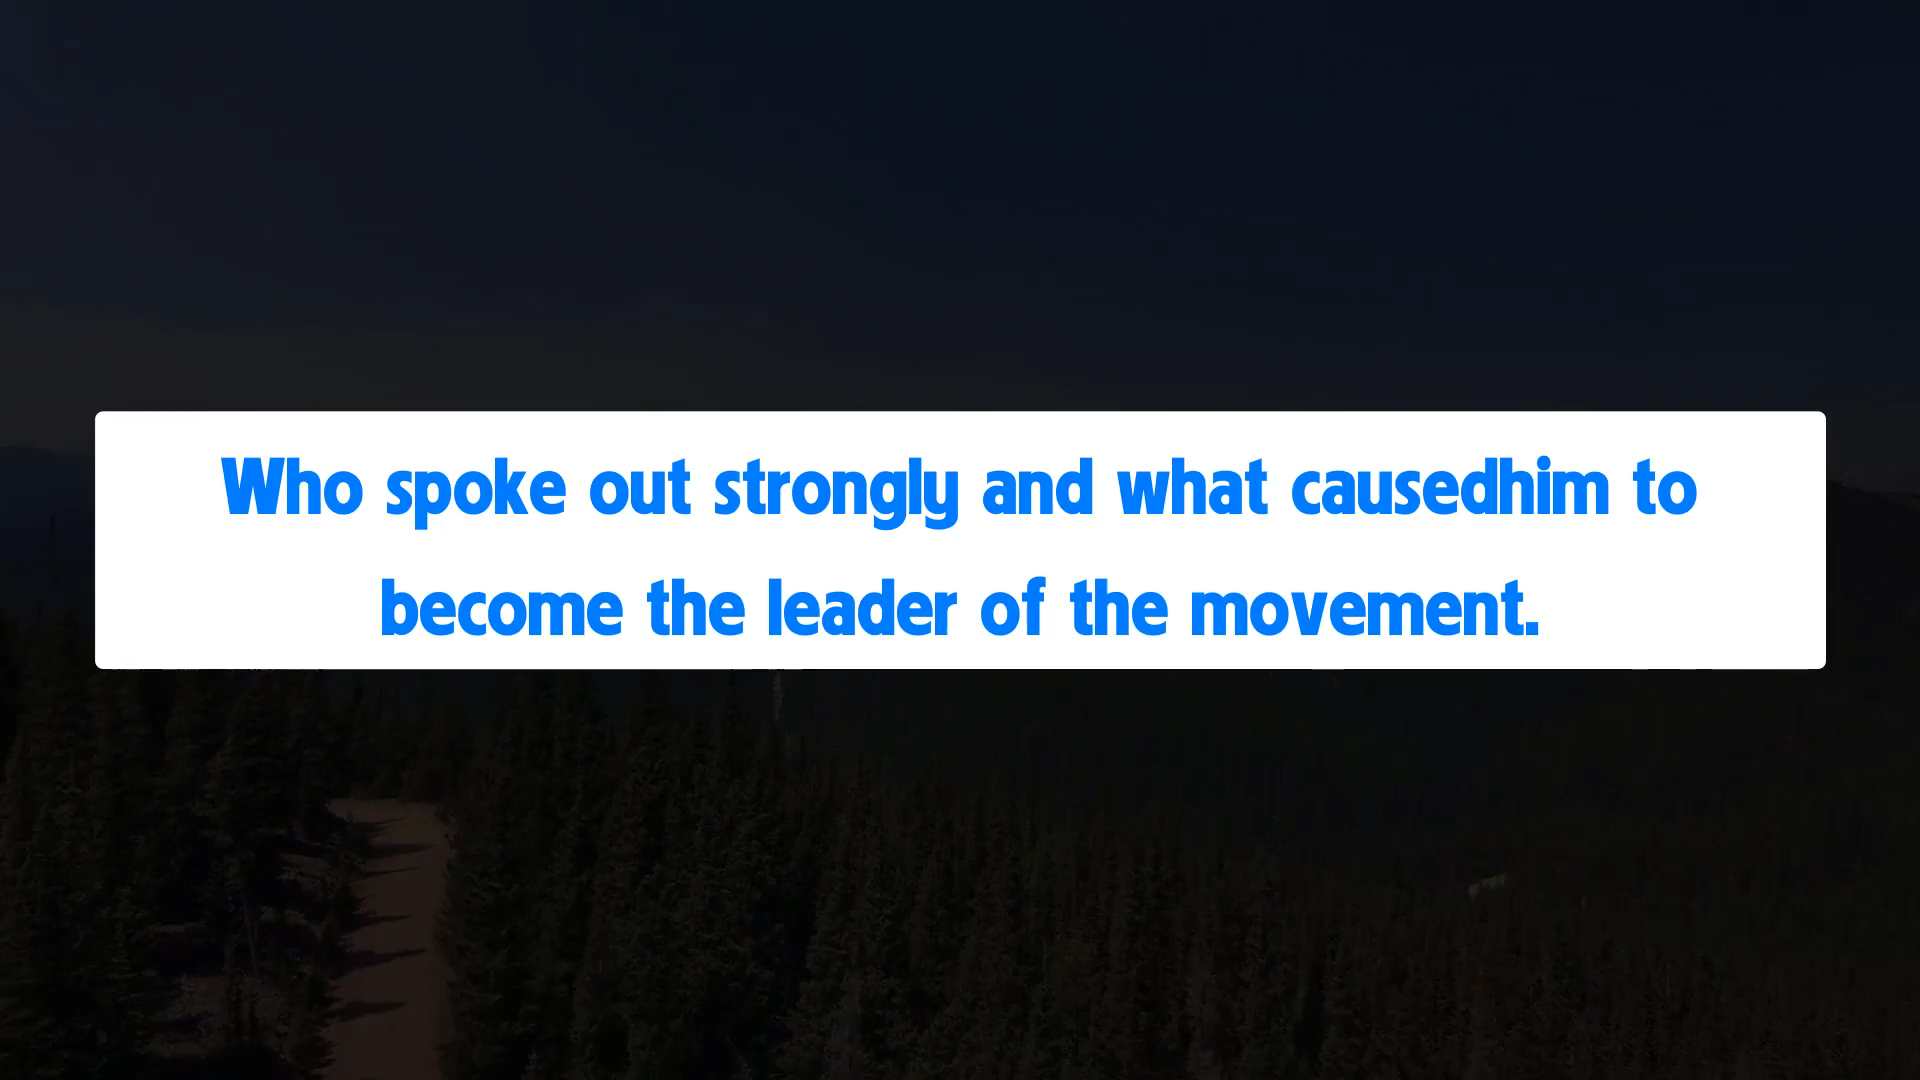 Who spoke out strongly and what causedhim to
become the leader of the movement.